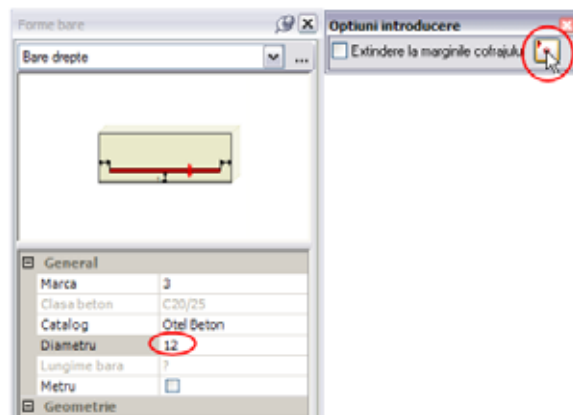 Forme bare
Bare drepte
...
General
Marca 3
Clasa beton C20/25
Catalog Otel Beton
Diametru 12
Lungime bara ?
Metru
Geometrie
Optiuni introducere
Extindere la marginile cofrajului